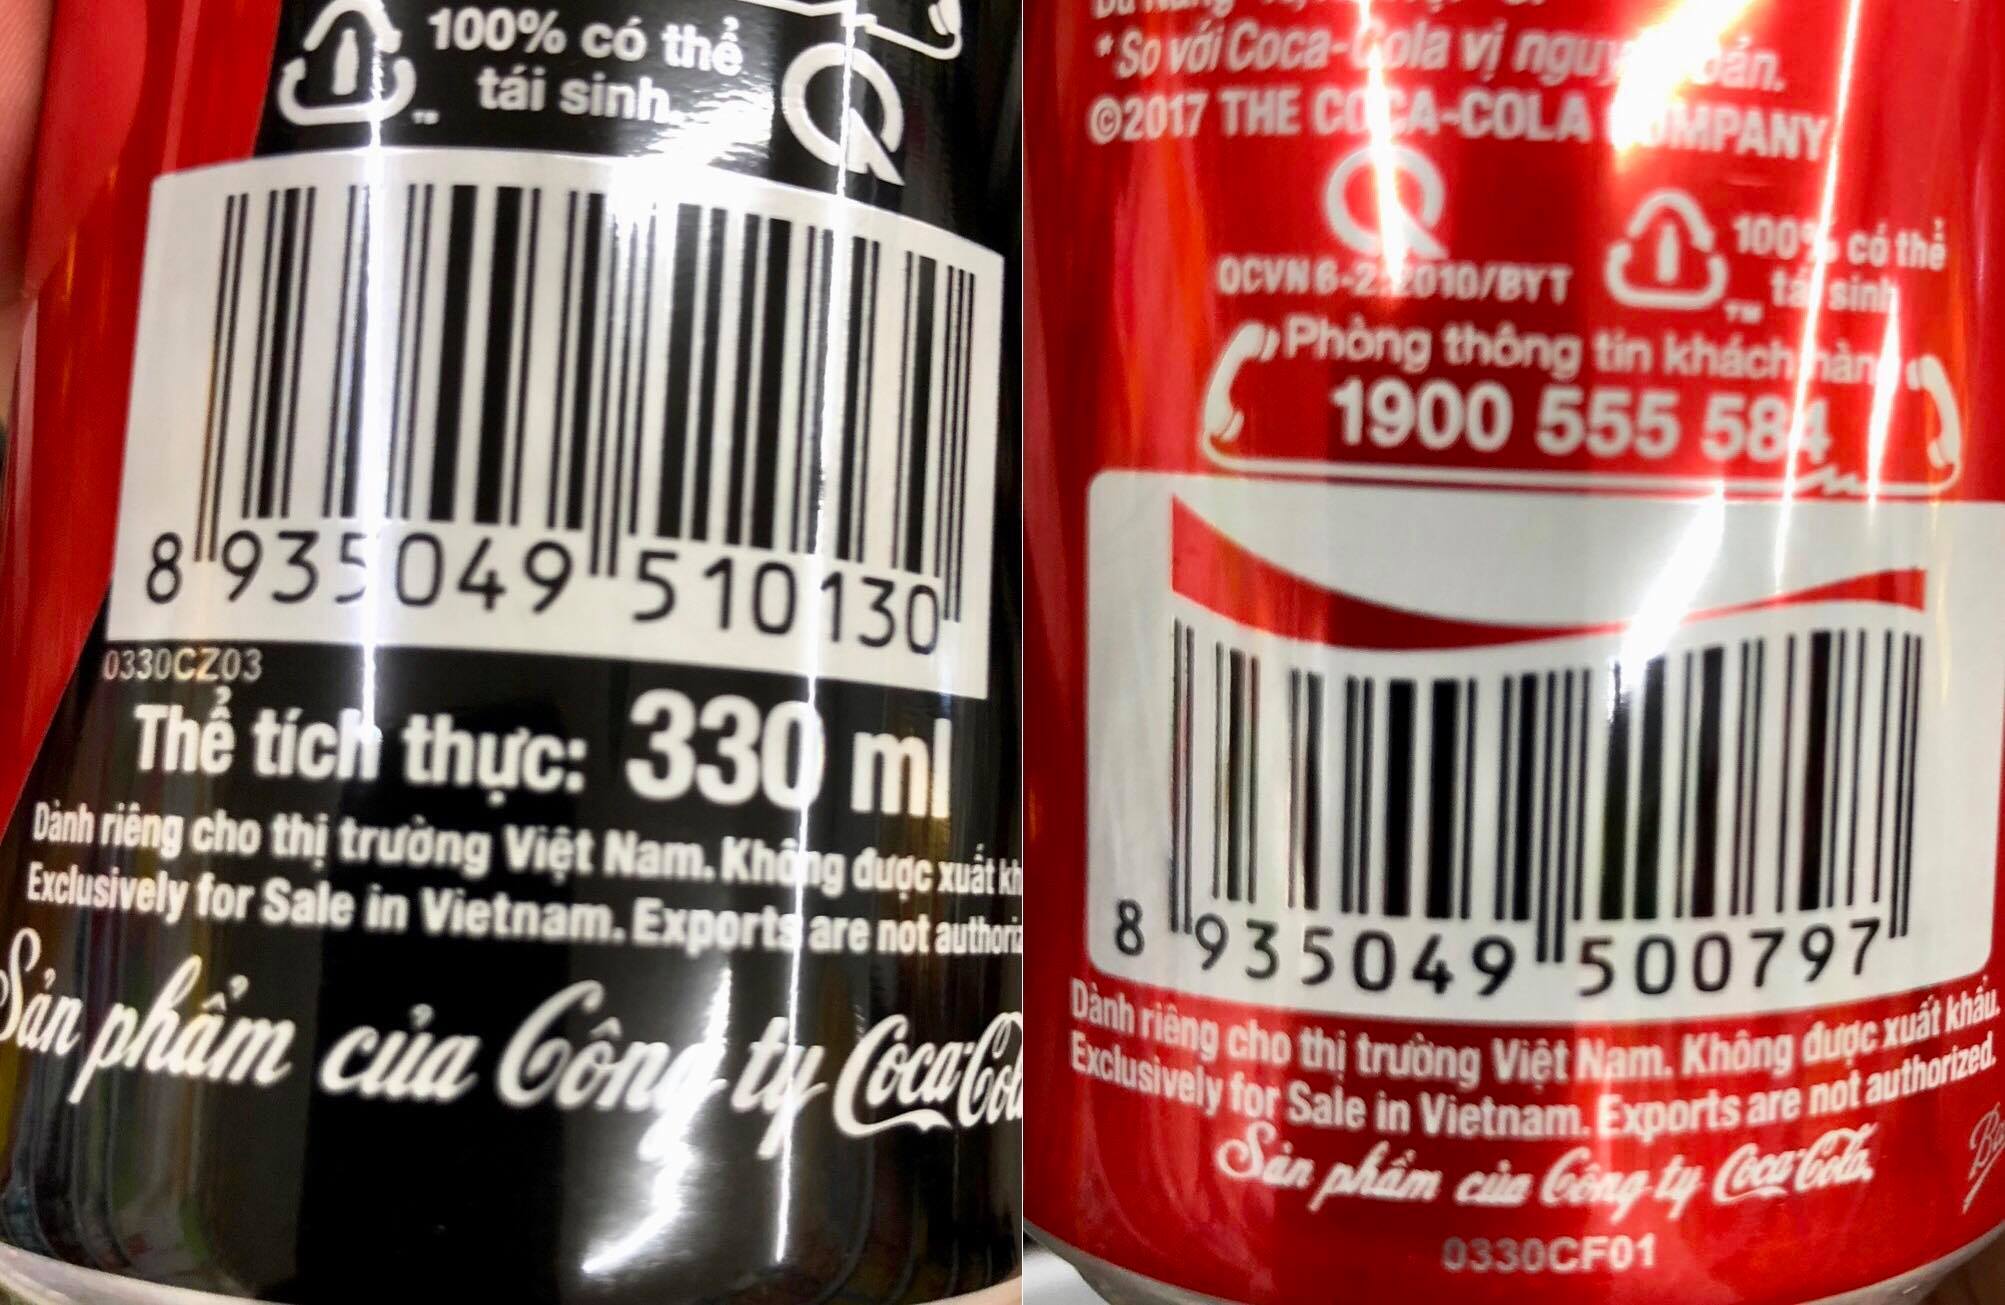 100% có thể
tái sinh
8 935049 510130
0330CZ03
Thể tích thực: 330 ml
Dành riêng cho thị trường Việt Nam. Không được xuất
Exclusively for Sale in Vietnam. Exports are not
Sản phẩm của Công ty Coca-Cola
* So với Coca-Cola vị nguyên bản.
©2017 THE COCA-COLA COMPANY
QCVN 6-2:2010/BYT
100% có thể
tái sinh
Phòng thông tin khách hàng
1900 555 584
8 935049 500797
Dành riêng cho thị trường Việt Nam. Không được xuất khẩu.
Exclusively for Sale in Vietnam. Exports are not authorized.
Sản phẩm của Công ty Coca-Cola.
0330CF01